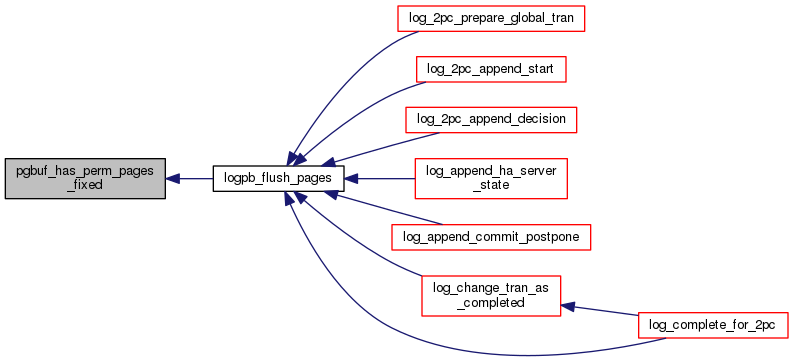 log_2pc_prepare_global_tran
log_2pc_append_start
log_2pc_append_decision
pgbuf_has_perm_pages
_fixed
logpb_flush_pages
log_append_ha_server
_state
log_append_commit_postpone
log_change_tran_as
_completed
log_complete_for_2pc